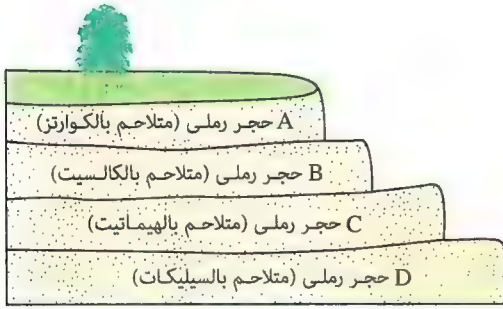 A حجر رملي (متلاحم بالكوارتز)
B حجر رملي (متلاحم بالكالسيت)
C حجر رملي (متلاحم بالهيماتيت)
D حجر رملي (متلاحم بالسيليكات)